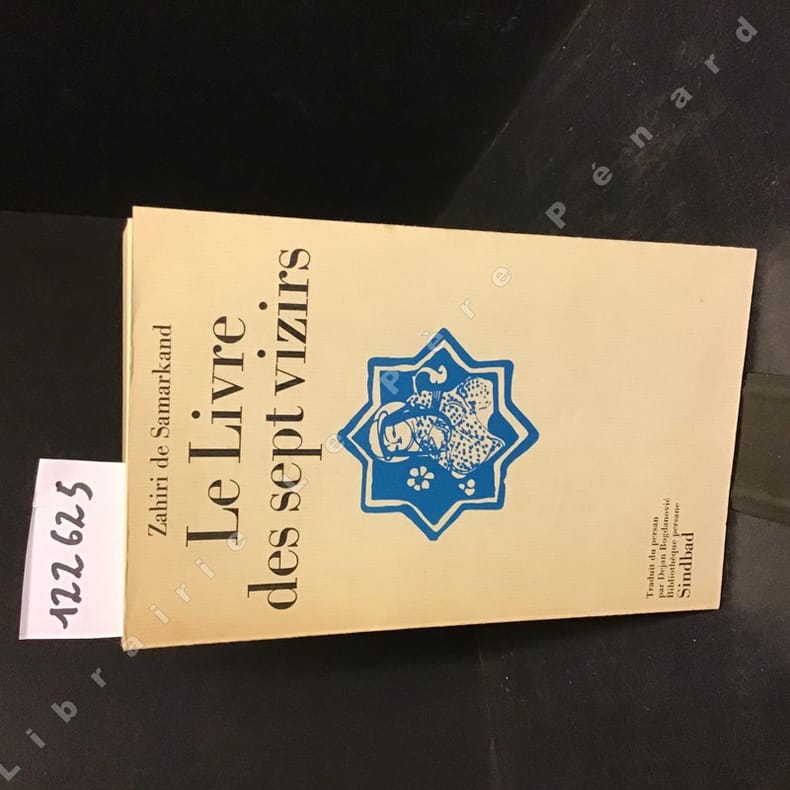 Zahiri de Samarkand
Le Livre
des sept vizirs
Traduit du persan
par Dejan Bogdanović
Bibliothèque persane
Sindbad
122625
Librairie Le Père Pénard